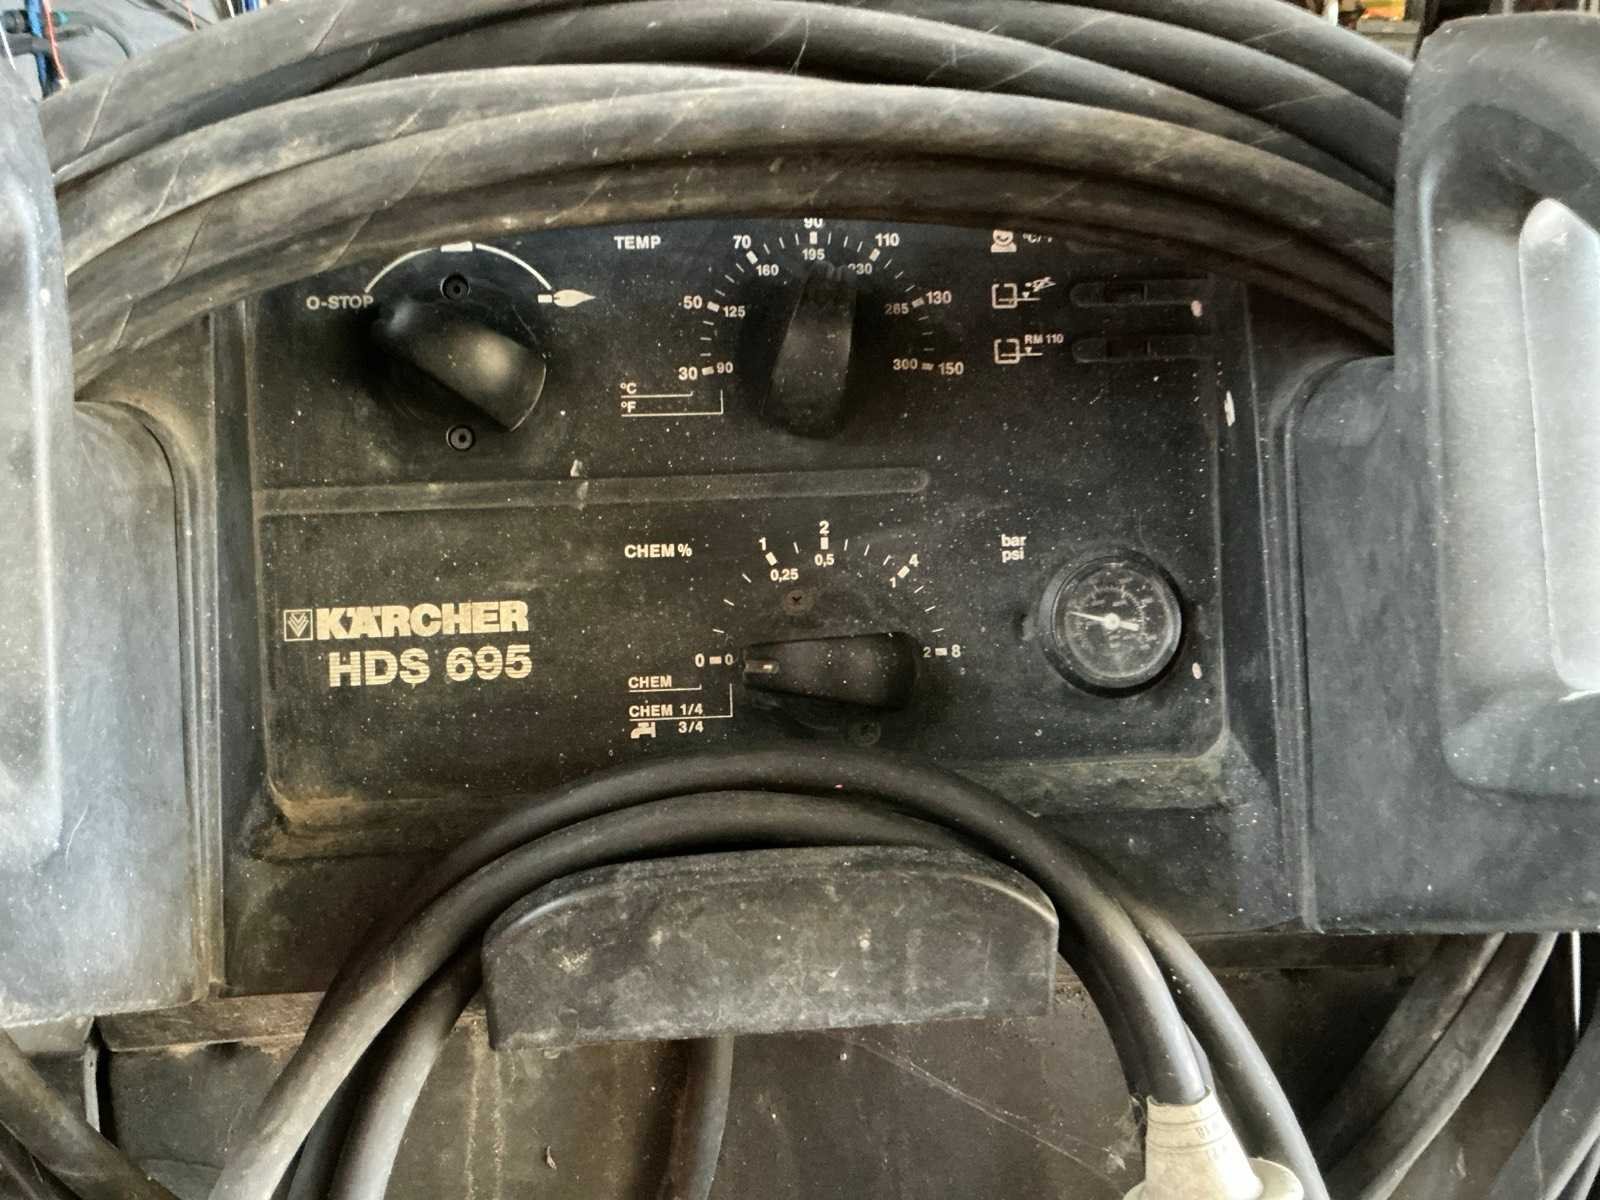 O-STOP
TEMP
30 50 70 90 110 130 150
90 125 160 195 230 265 300
°C
°F
RM 110
KÄRCHER
HDS 695
CHEM %
0 1 2 4 8
0 0,25 0,5 1 2
CHEM
CHEM 1/4
3/4
bar
psi